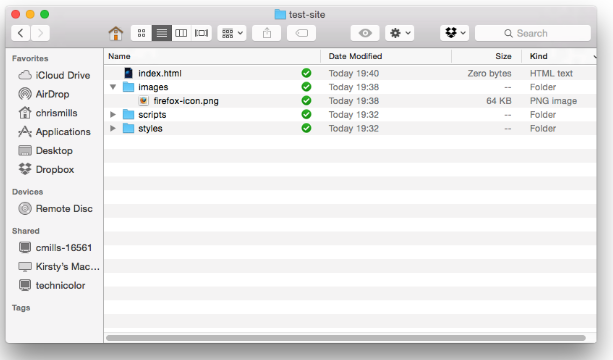 test-site
Search
Name Date Modified Size Kind
Favorites
iCloud Drive
AirDrop
chrismills
Applications
Desktop
Dropbox
Devices
Remote Disc
Shared
cmills-16561
Kirsty's Mac...
technicolor
Tags
index.html Today 19:40 Zero bytes HTML text
images Today 19:38 -- Folder
firefox-icon.png Today 19:38 64 KB PNG image
scripts Today 19:32 -- Folder
styles Today 19:32 -- Folder